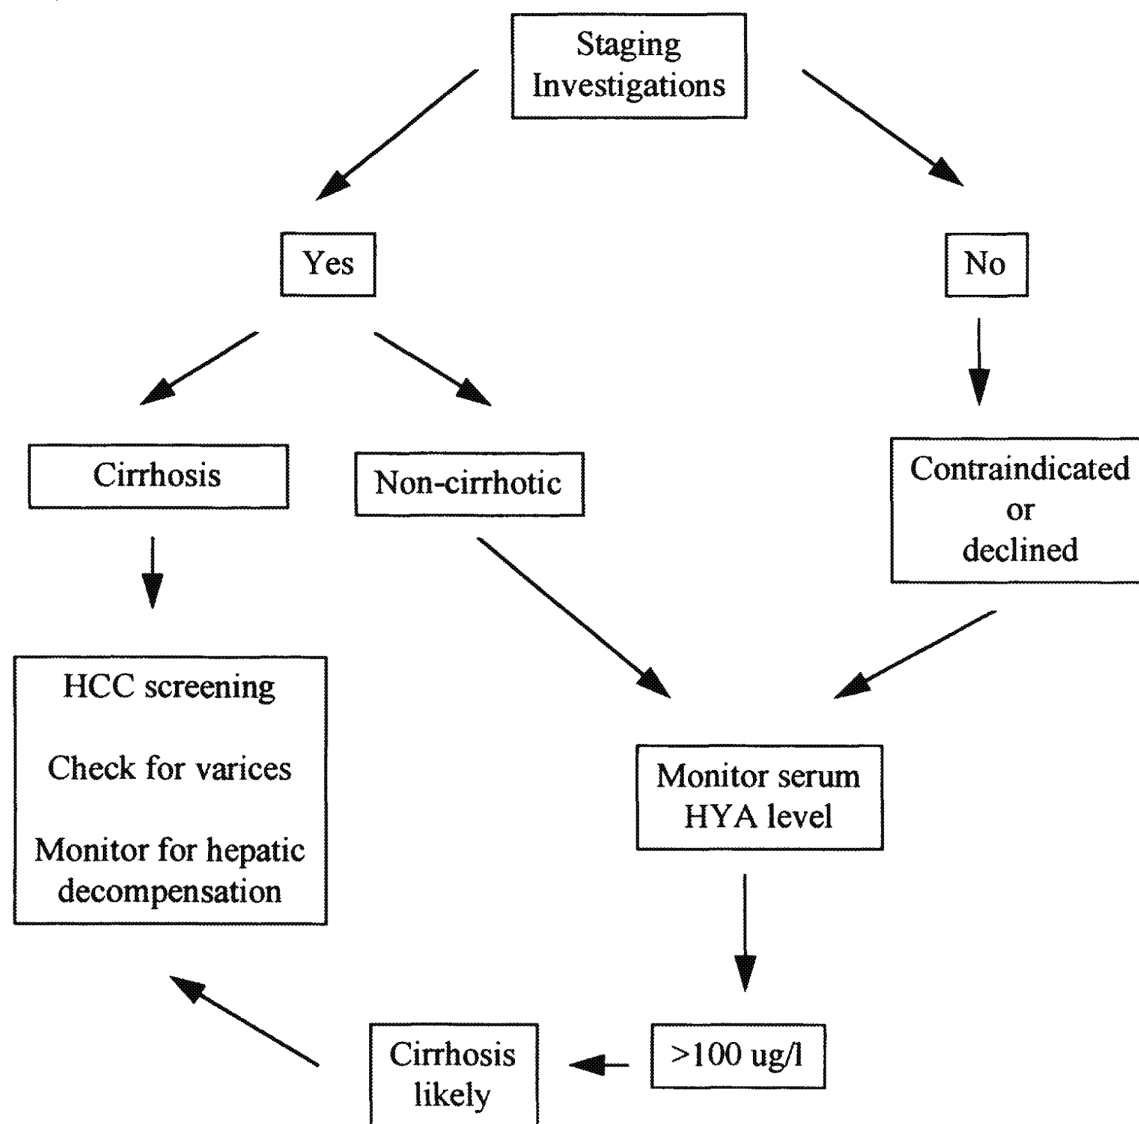 Staging
Investigations
Yes
No
Cirrhosis
Non-cirrhotic
Contraindicated
or
declined
HCC screening
Check for varices
Monitor for hepatic
decompensation
Monitor serum
HYA level
>100 ug/l
Cirrhosis
likely